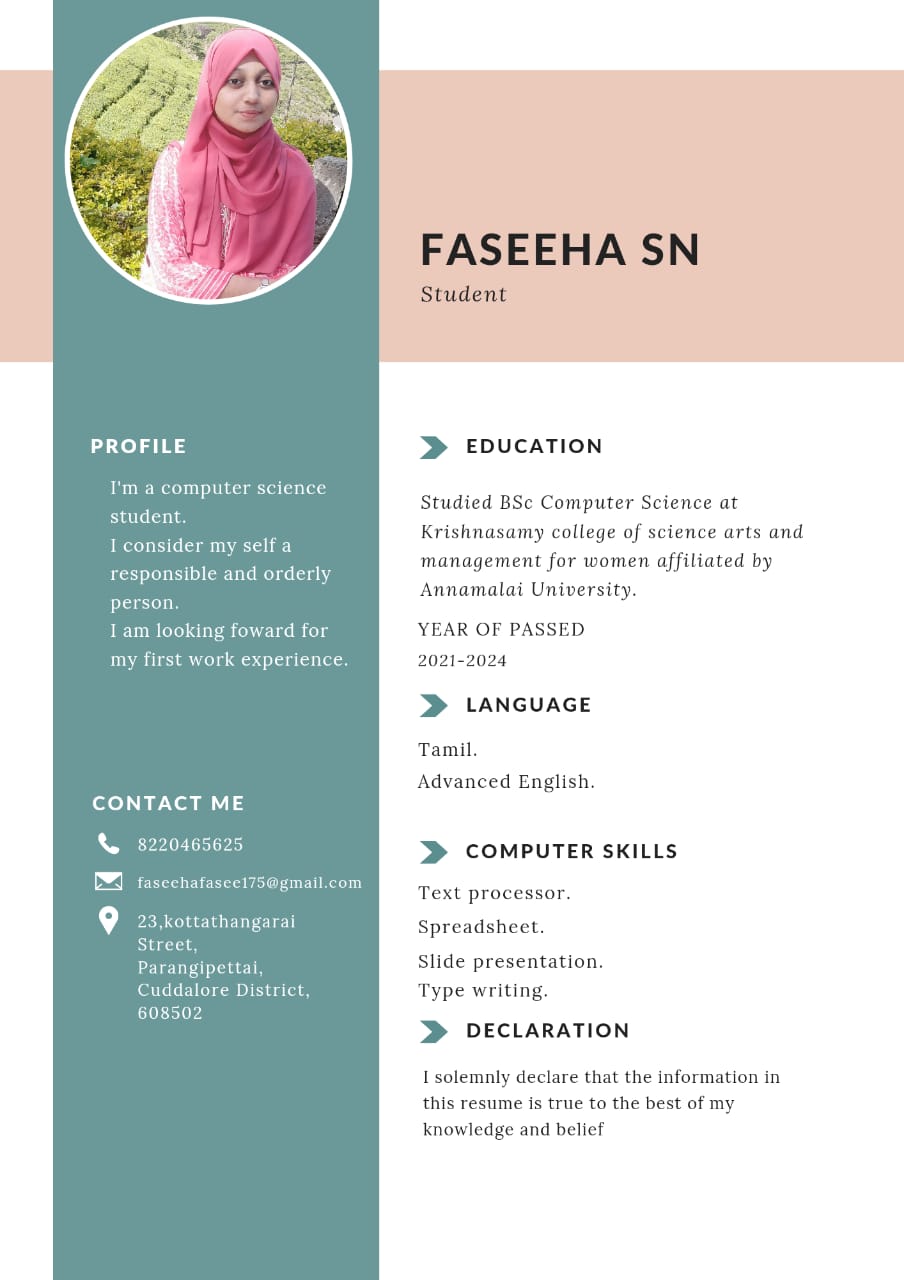 FASEEHA SN
Student
PROFILE
I'm a computer science
student.
I consider my self a
responsible and orderly
person.
I am looking foward for
my first work experience.
CONTACT ME
8220465625
faseehafasee175@gmail.com
23,kottathangarai
Street,
Parangipettai,
Cuddalore District,
608502
EDUCATION
Studied BSc Computer Science at
Krishnasamy college of science arts and
management for women affiliated by
Annamalai University.
YEAR OF PASSED
2021-2024
LANGUAGE
Tamil.
Advanced English.
COMPUTER SKILLS
Text processor.
Spreadsheet.
Slide presentation.
Type writing.
DECLARATION
I solemnly declare that the information in
this resume is true to the best of my
knowledge and belief